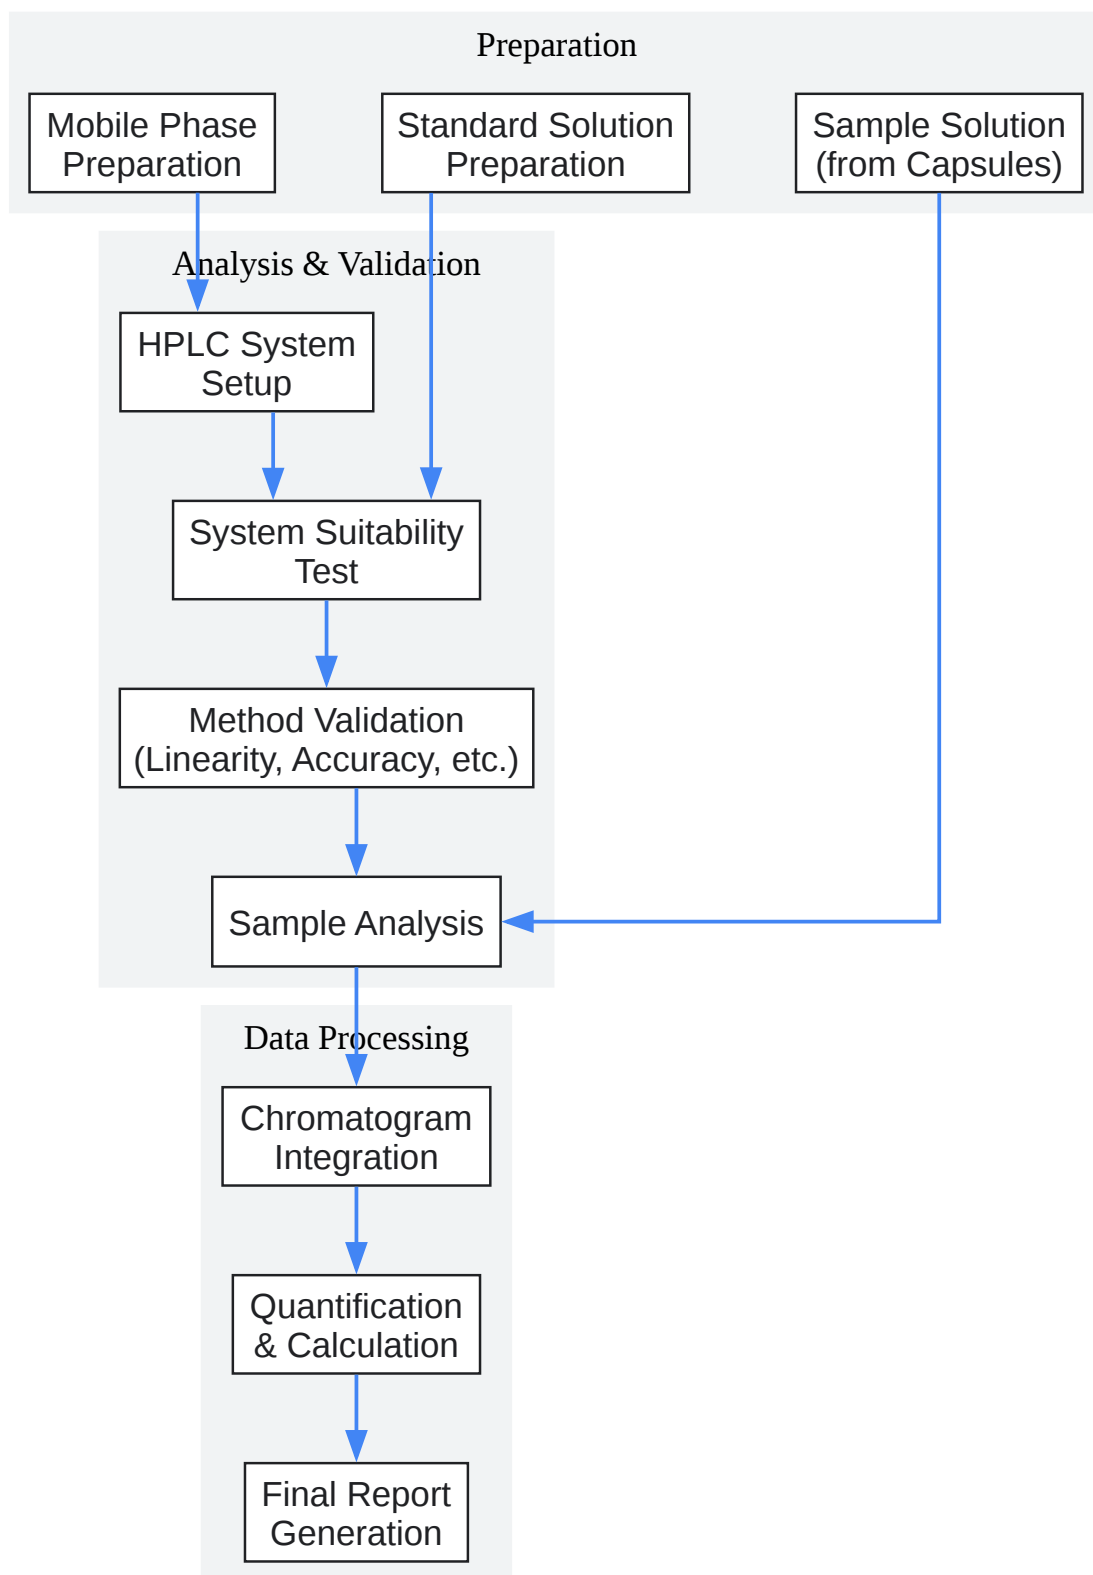 Preparation
Mobile Phase
Preparation
Standard Solution
Preparation
Sample Solution
(from Capsules)
Analysis & Validation
HPLC System
Setup
System Suitability
Test
Method Validation
(Linearity, Accuracy, etc.)
Sample Analysis
Data Processing
Chromatogram
Integration
Quantification
& Calculation
Final Report
Generation